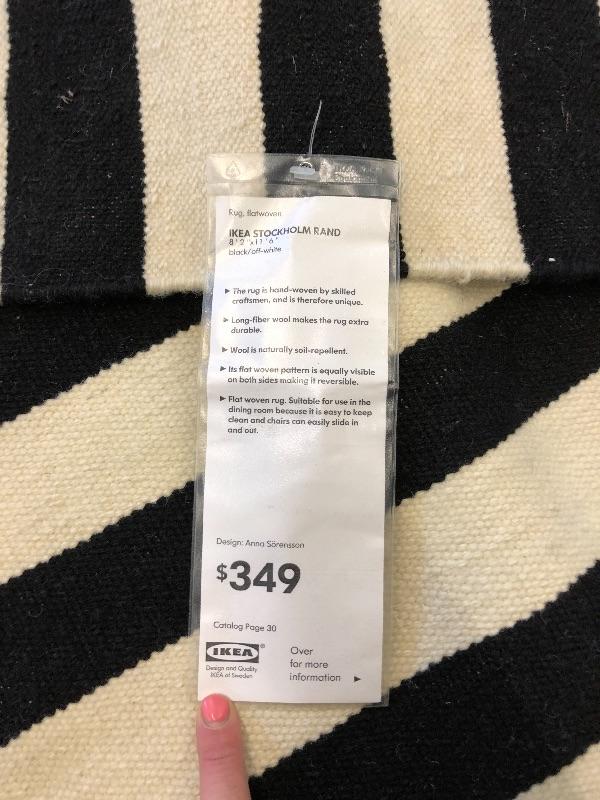 Rug, flatwoven
IKEA STOCKHOLM RAND
8'2"x11'6"
black/off-white
▶ The rug is hand-woven by skilled
craftsmen, and is therefore unique.
▶ Long-fiber wool makes the rug extra
durable.
▶ Wool is naturally soil-repellent.
▶ Its flat woven pattern is equally visible
on both sides making it reversible.
▶ Flat woven rug. Suitable for use in the
dining room because it is easy to keep
clean and chairs can easily slide in
and out.
Design: Anna Sörensson
$349
Catalog Page 30
IKEA®
Design and Quality
IKEA of Sweden
Over
for more
information ▶